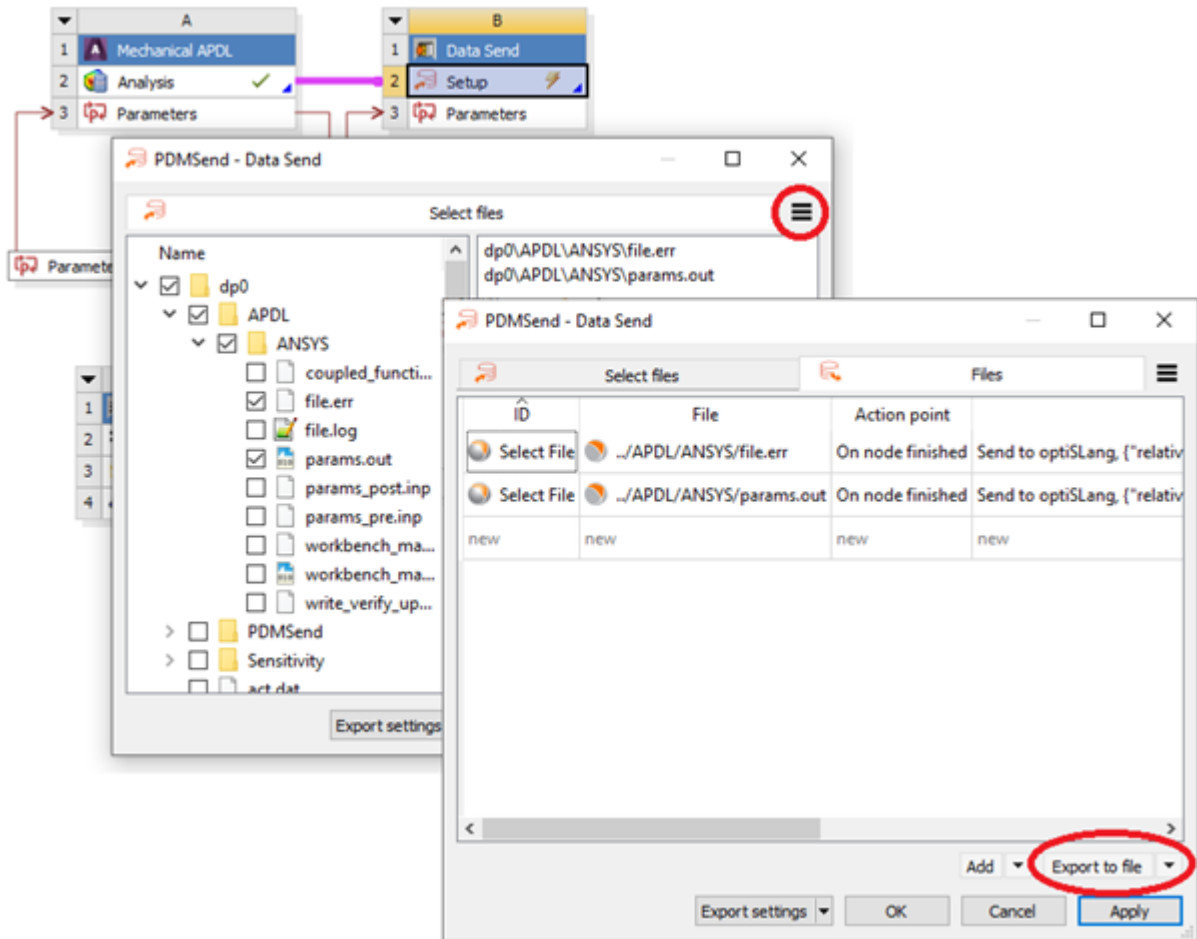 A
1 Mechanical APDL
2 Analysis
3 Parameters
B
1 Data Send
2 Setup
3 Parameters
Paramete
1
2
3
4
PDMSend - Data Send
Select files
Name
dp0
APDL
ANSYS
coupled_functi...
file.err
file.log
params.out
params_post.inp
params_pre.inp
workbench_ma...
workbench_ma...
write_verify_up...
PDMSend
Sensitivity
act.dat
dp0\APDL\ANSYS\file.err
dp0\APDL\ANSYS\params.out
Export settings
PDMSend - Data Send
Select files Files
ID File Action point
Select File ../APDL/ANSYS/file.err On node finished Send to optiSLang, {"relativ
Select File ../APDL/ANSYS/params.out On node finished Send to optiSLang, {"relativ
new new new new
Add Export to file
Export settings OK Cancel Apply